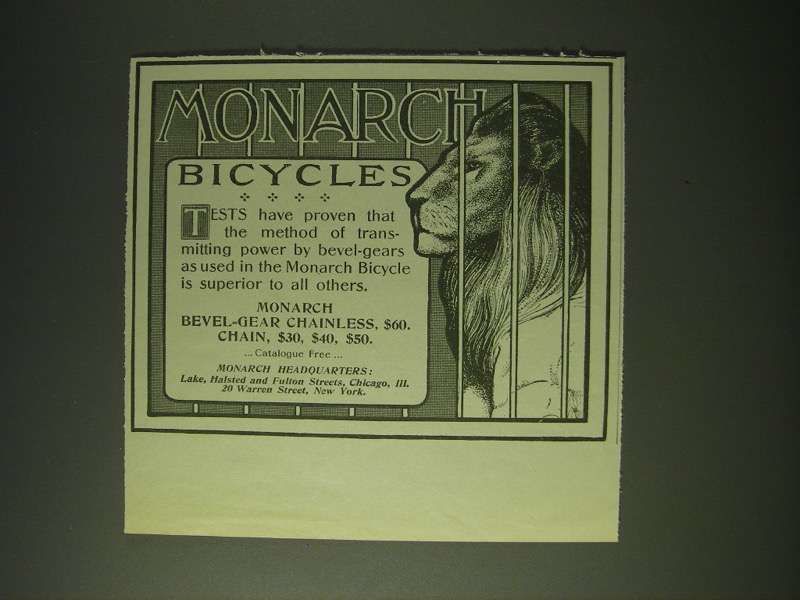 MONARCH
BICYCLES
TESTS have proven that
the method of trans-
mitting power by bevel-gears
as used in the Monarch Bicycle
is superior to all others.
MONARCH
BEVEL-GEAR CHAINLESS, $60.
CHAIN, $30, $40, $50.
... Catalogue Free ...
MONARCH HEADQUARTERS:
Lake, Halsted and Fulton Streets, Chicago, Ill.
20 Warren Street, New York.